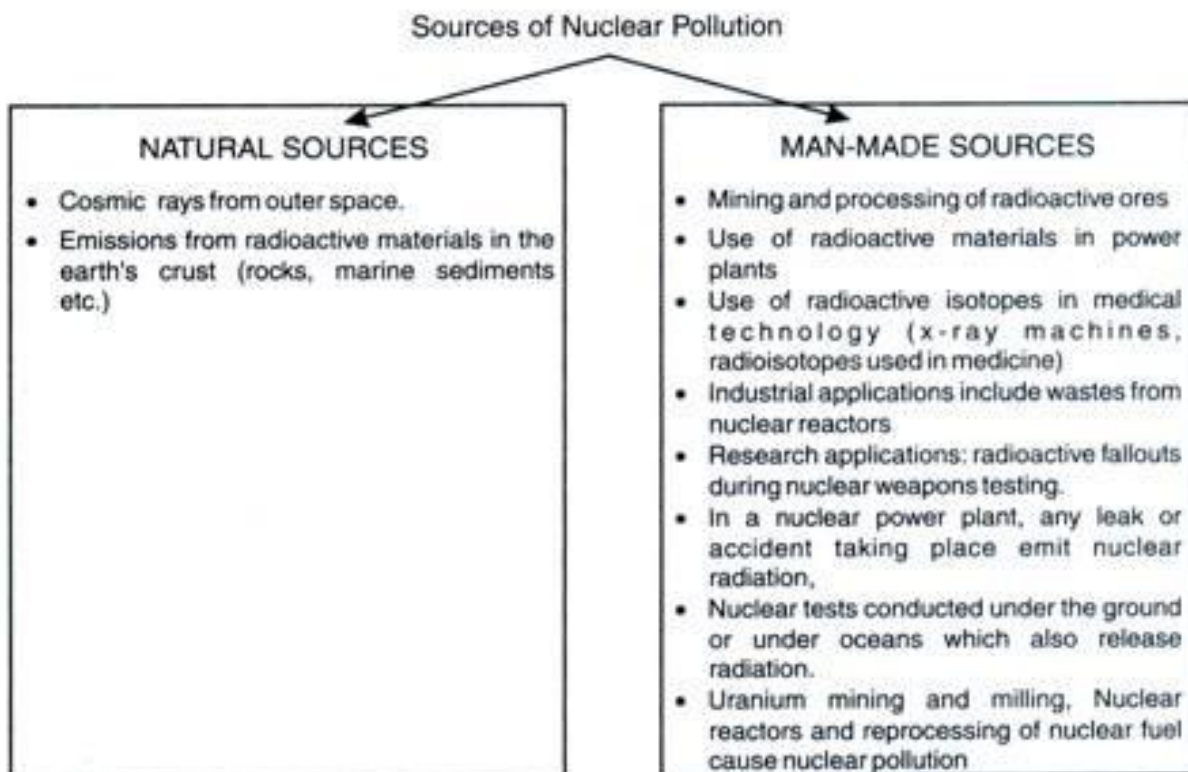 Sources of Nuclear Pollution
NATURAL SOURCES
• Cosmic rays from outer space.
• Emissions from radioactive materials in the
earth's crust (rocks, marine sediments
etc.)
MAN-MADE SOURCES
• Mining and processing of radioactive ores
• Use of radioactive materials in power
plants
• Use of radioactive isotopes in medical
technology (x-ray machines,
radioisotopes used in medicine)
• Industrial applications include wastes from
nuclear reactors
• Research applications: radioactive fallouts
during nuclear weapons testing.
• In a nuclear power plant, any leak or
accident taking place emit nuclear
radiation,
• Nuclear tests conducted under the ground
or under oceans which also release
radiation.
• Uranium mining and milling, Nuclear
reactors and reprocessing of nuclear fuel
cause nuclear pollution